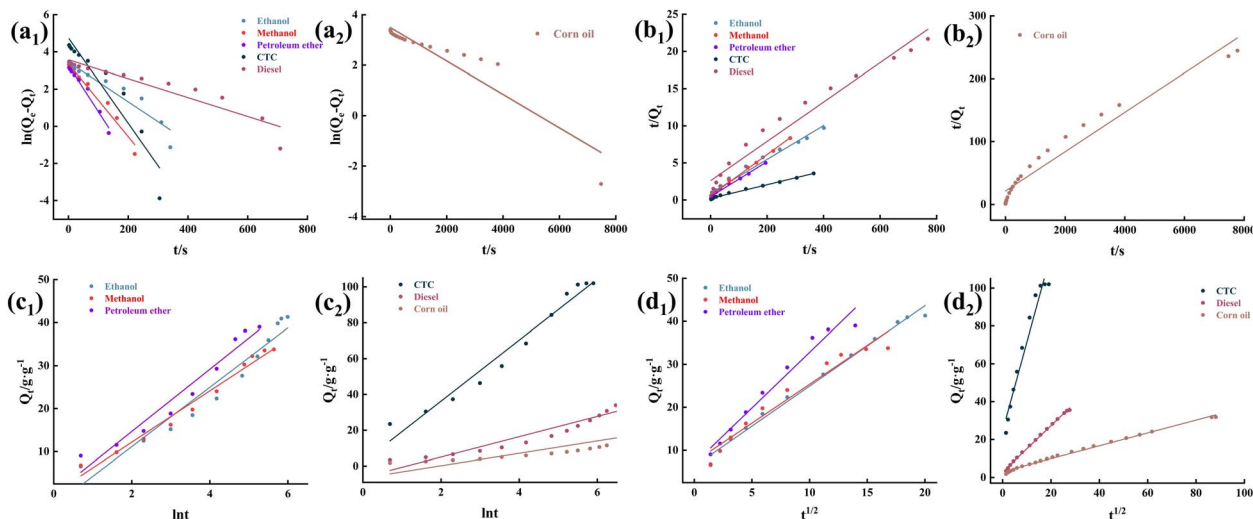 (a1)
Ethanol
Methanol
Petroleum ether
CTC
Diesel
ln(Qe-Qt)
6
4
2
0
-2
-4
0 200 400 600 800
t/s
(a2)
Corn oil
ln(Qe-Qt)
4
2
0
-2
-4
0 2000 4000 6000 8000
t/s
(b1)
Ethanol
Methanol
Petroleum ether
CTC
Diesel
t/Qt
25
20
15
10
5
0
0 200 400 600 800
t/s
(b2)
Corn oil
t/Qt
300
200
100
0
0 2000 4000 6000 8000
t/s
(c1)
Ethanol
Methanol
Petroleum ether
Qt/g·g-1
50
40
30
20
10
0
0 2 4 6
lnt
(c2)
CTC
Diesel
Corn oil
Qt/g·g-1
100
80
60
40
20
0
0 2 4 6
lnt
(d1)
Ethanol
Methanol
Petroleum ether
Qt/g·g-1
50
40
30
20
10
0
0 5 10 15 20
t1/2
(d2)
CTC
Diesel
Corn oil
Qt/g·g-1
100
80
60
40
20
0
0 20 40 60 80 100
t1/2